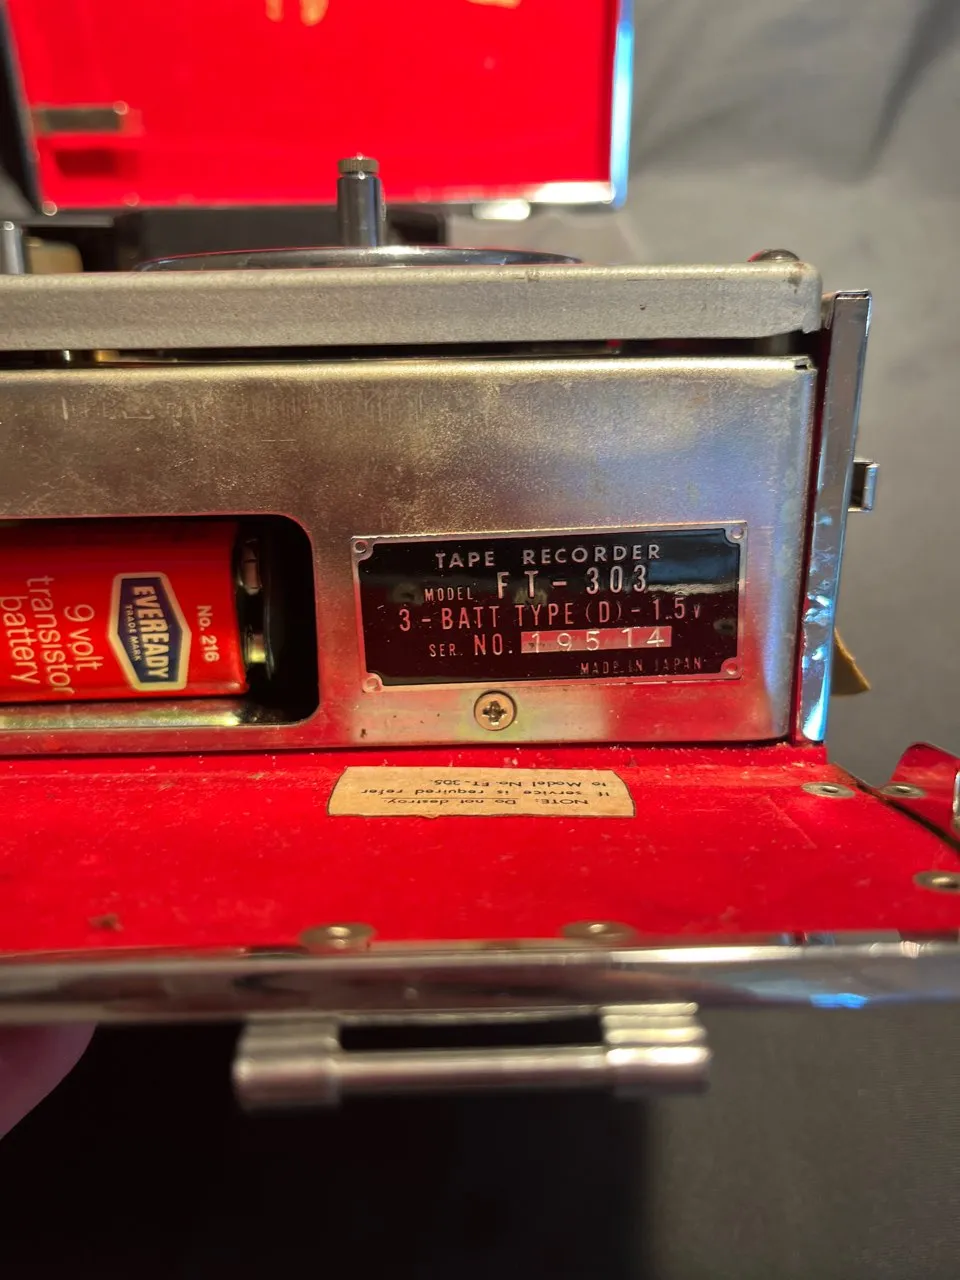 TAPE RECORDER
MODEL FT-303
3-BATT TYPE (D)-1.5V
SER. NO. 19514
MADE IN JAPAN
No. 216
EVEREADY
TRADE MARK
9 volt
transistor
battery
NOTE: Do not destroy.
If service is required refer
to Model No. FT-305.